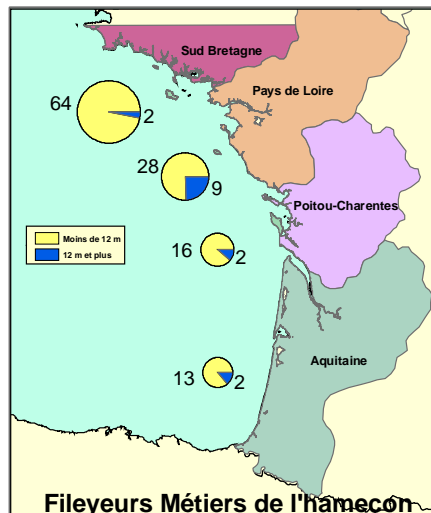 Sud Bretagne
64
2
Pays de Loire
28
9
Poitou-Charentes
Moins de 12 m
12 m et plus
16
2
Aquitaine
13
2
Fileyeurs Métiers de l'hameçon